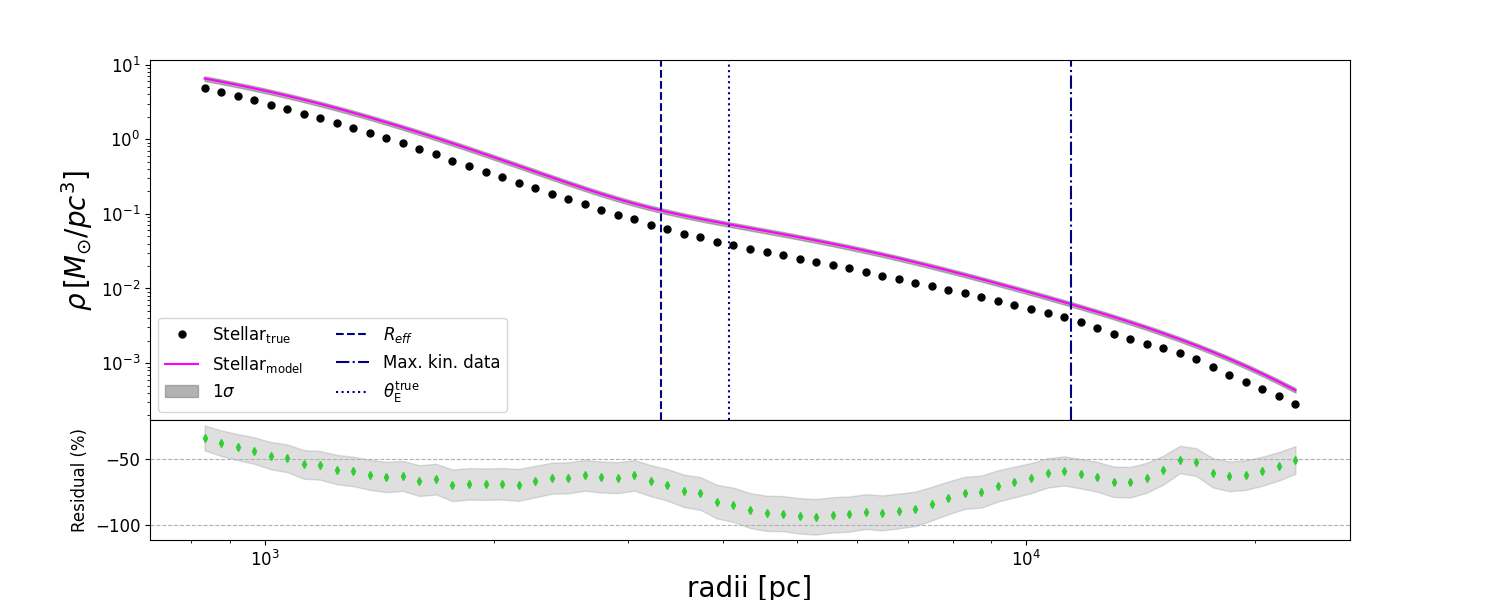 10¹
10⁰
10⁻¹
10⁻²
10⁻³
ρ [M⊙/pc³]
Stellar_true
Stellar_model
1σ
R_eff
Max. kin. data
θ_E^true
−50
−100
Residual (%)
10³
10⁴
radii [pc]